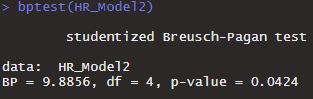 > bptest(HR_Model2)
studentized Breusch-Pagan test
data:  HR_Model2
BP = 9.8856, df = 4, p-value = 0.0424